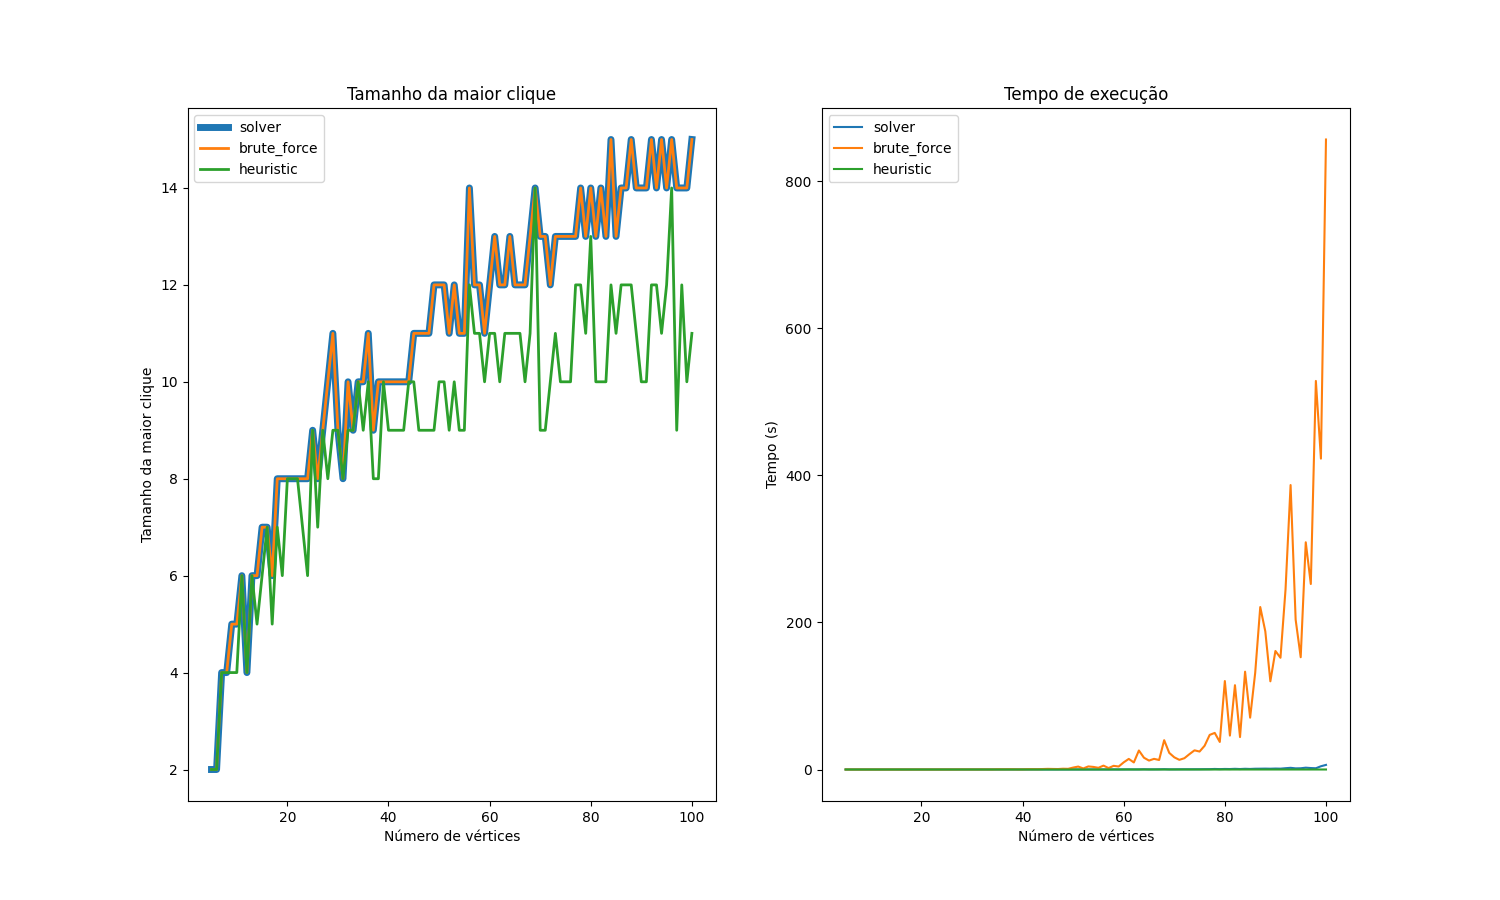 Tamanho da maior clique
solver
brute_force
heuristic
14
12
10
8
6
4
2
Tamanho da maior clique
20 40 60 80 100
Número de vértices
Tempo de execução
solver
brute_force
heuristic
800
600
400
200
0
Tempo (s)
20 40 60 80 100
Número de vértices